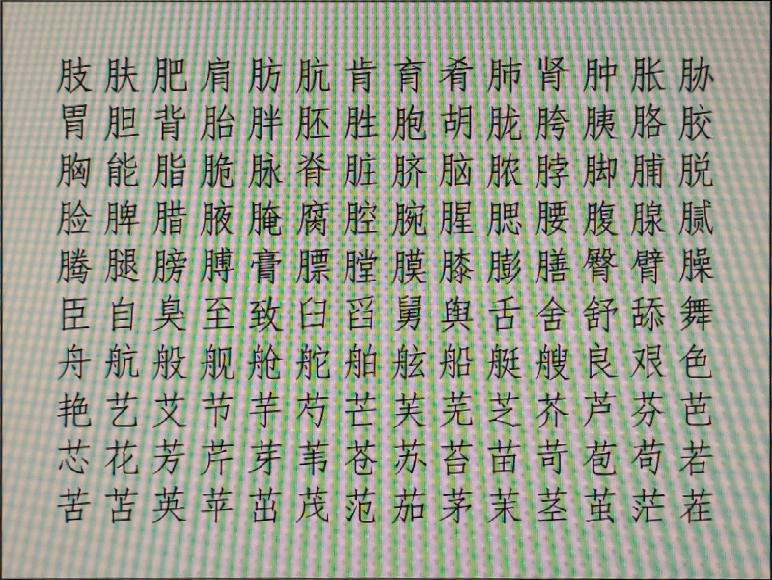 肢肤肥肩肪肮肯育肴肺肾肿胀胁
胃胆背胎胖胚胜胞胡胧胯胰胳胶
胸能脂脆脉脊脏脐脑脓脖脚脯脱
脸脾腊腋腌腐腔腕腥腮腰腹腺腻
腾腿膀膊膏膘膛膜膝膨膳臀臂臊
臣自臭至致臼舀舅舆舌舍舒舔舞
舟航般舰舱舵舶舷船艇艘良艰色
艳艺艾节芋芍芒芙芜芝芥芦芬芭
芯花芳芹芽苇苍苏苔苗苛苞苟若
苦苫英苹茁茂范茄茅茉茎茧茫茬